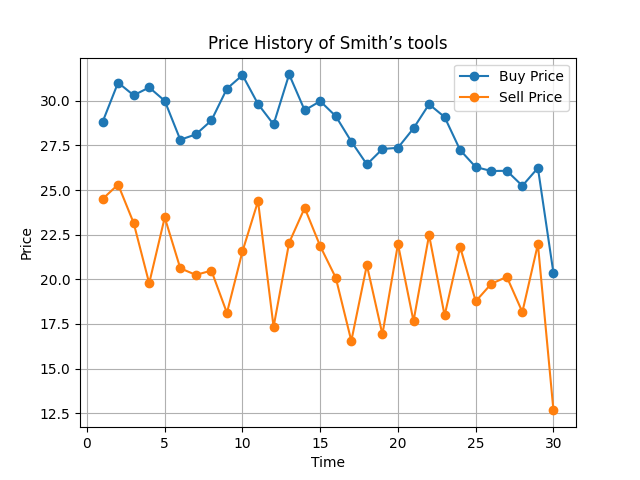 Price History of Smith’s tools
Buy Price
Sell Price
Price
30.0
27.5
25.0
22.5
20.0
17.5
15.0
12.5
0 5 10 15 20 25 30
Time